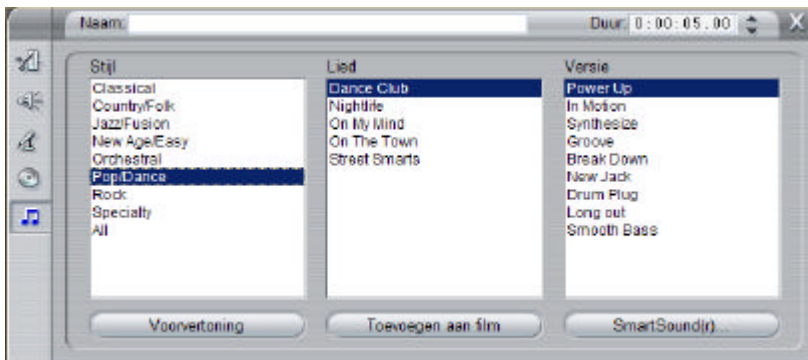 Naam: Duur: 0:00:05.00 X
Stijl
Classical
Country/Folk
Jazz/Fusion
New Age/Easy
Orchestral
Pop/Dance
Rock
Specialty
All
Lied
Dance Club
Nightlife
On My Mind
On The Town
Street Smarts
Versie
Power Up
In Motion
Synthesize
Groove
Break Down
New Jack
Drum Plug
Long out
Smooth Bass
Voorvertoning
Toevoegen aan film
SmartSound(r)...